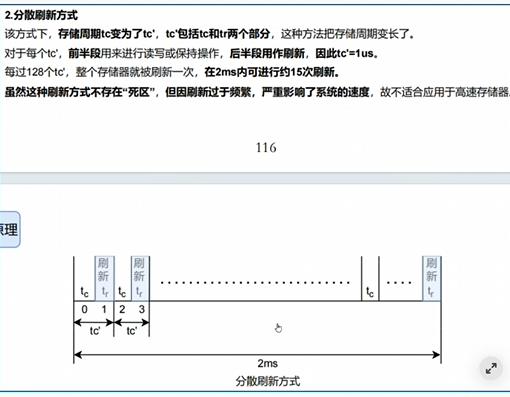 2.分散刷新方式
该方式下，存储周期tc变为了tc'，tc'包括tc和tr两个部分，这种方法把存储周期变长了。
对于每个tc'，前半段用来进行读写或保持操作，后半段用作刷新，因此tc'=1us。
每过128个tc'，整个存储器就被刷新一次，在2ms内可进行约15次刷新。
虽然这种刷新方式不存在“死区”，但因刷新过于频繁，严重影响了系统的速度，故不适合应用于高速存储器
116
原理
刷新 刷新 刷新
tc tr tc tr tc tr
0 1 2 3
tc' tc'
2ms
分散刷新方式